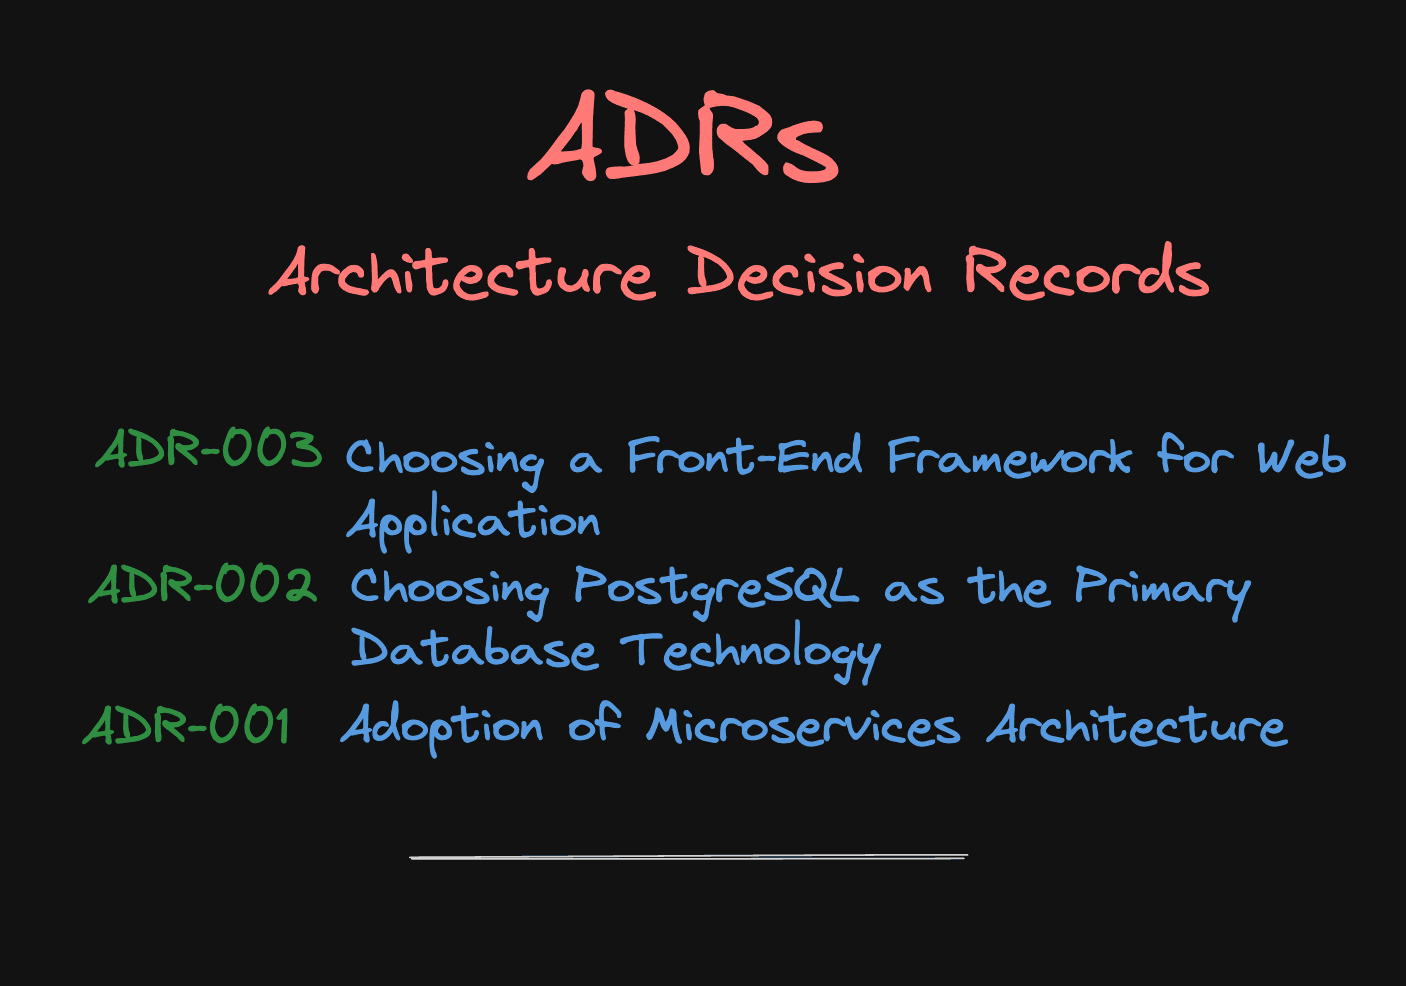 ADRs
Architecture Decision Records
ADR-003 Choosing a Front-End Framework for Web
Application
ADR-002 Choosing PostgreSQL as the Primary
Database Technology
ADR-001 Adoption of Microservices Architecture